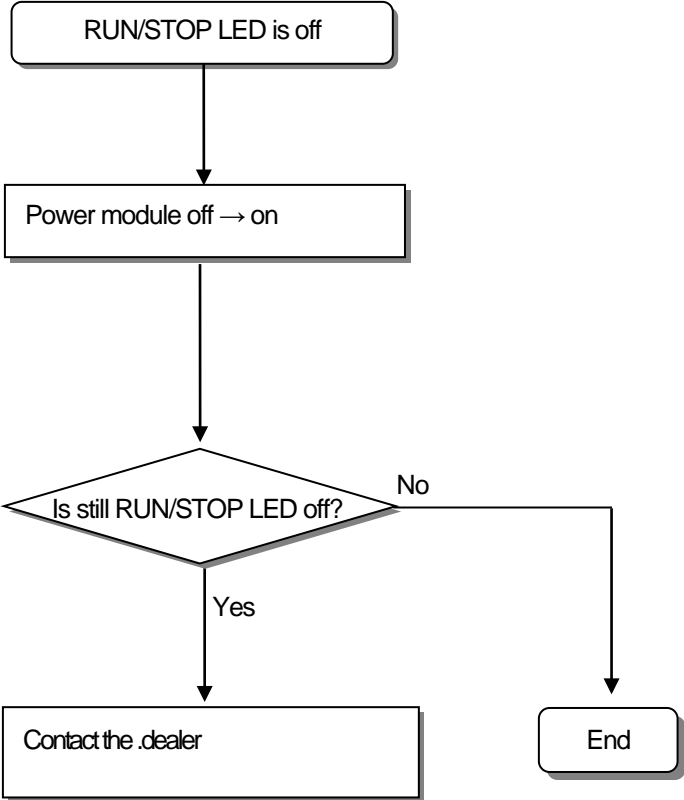 RUN/STOP LED is off
Power module off → on
Is still RUN/STOP LED off?
No
Yes
Contact the .dealer
End